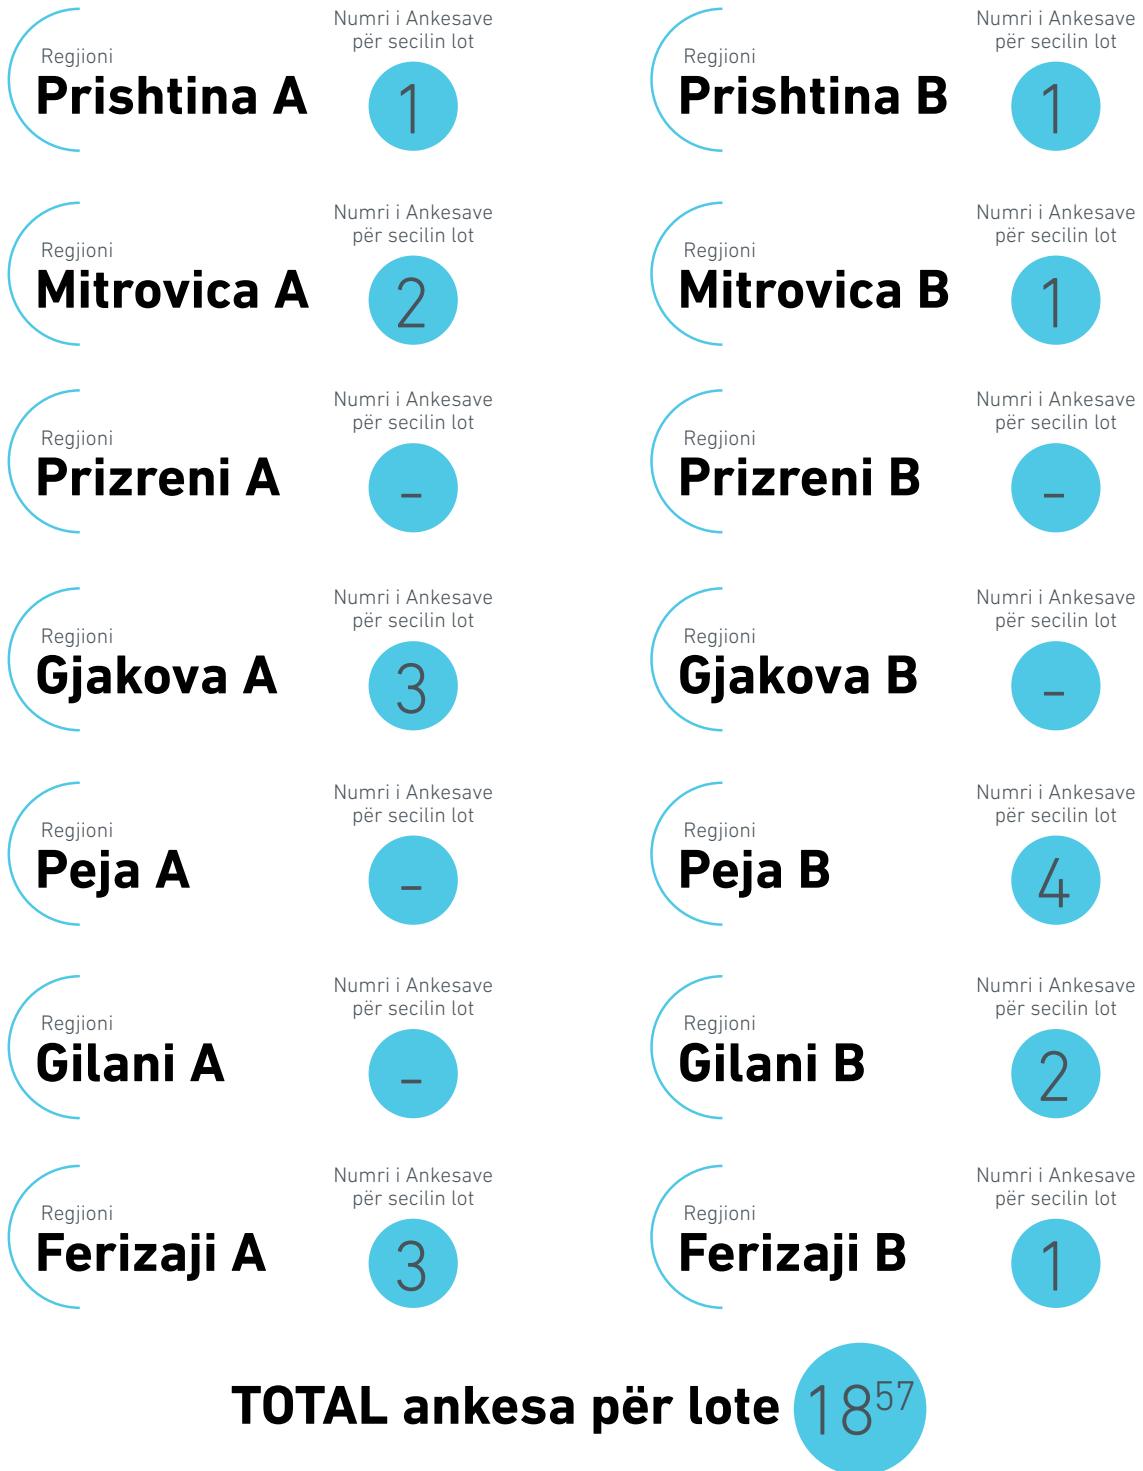 Numri i Ankesave
për secilin lot
Regjioni
Prishtina A
1
Numri i Ankesave
për secilin lot
Regjioni
Prishtina B
1
Numri i Ankesave
për secilin lot
Regjioni
Mitrovica A
2
Numri i Ankesave
për secilin lot
Regjioni
Mitrovica B
1
Numri i Ankesave
për secilin lot
Regjioni
Prizreni A
-
Numri i Ankesave
për secilin lot
Regjioni
Prizreni B
-
Numri i Ankesave
për secilin lot
Regjioni
Gjakova A
3
Numri i Ankesave
për secilin lot
Regjioni
Gjakova B
-
Numri i Ankesave
për secilin lot
Regjioni
Peja A
-
Numri i Ankesave
për secilin lot
Regjioni
Peja B
4
Numri i Ankesave
për secilin lot
Regjioni
Gilani A
-
Numri i Ankesave
për secilin lot
Regjioni
Gilani B
2
Numri i Ankesave
për secilin lot
Regjioni
Ferizaji A
3
Numri i Ankesave
për secilin lot
Regjioni
Ferizaji B
1
TOTAL ankesa për lote 18⁵⁷